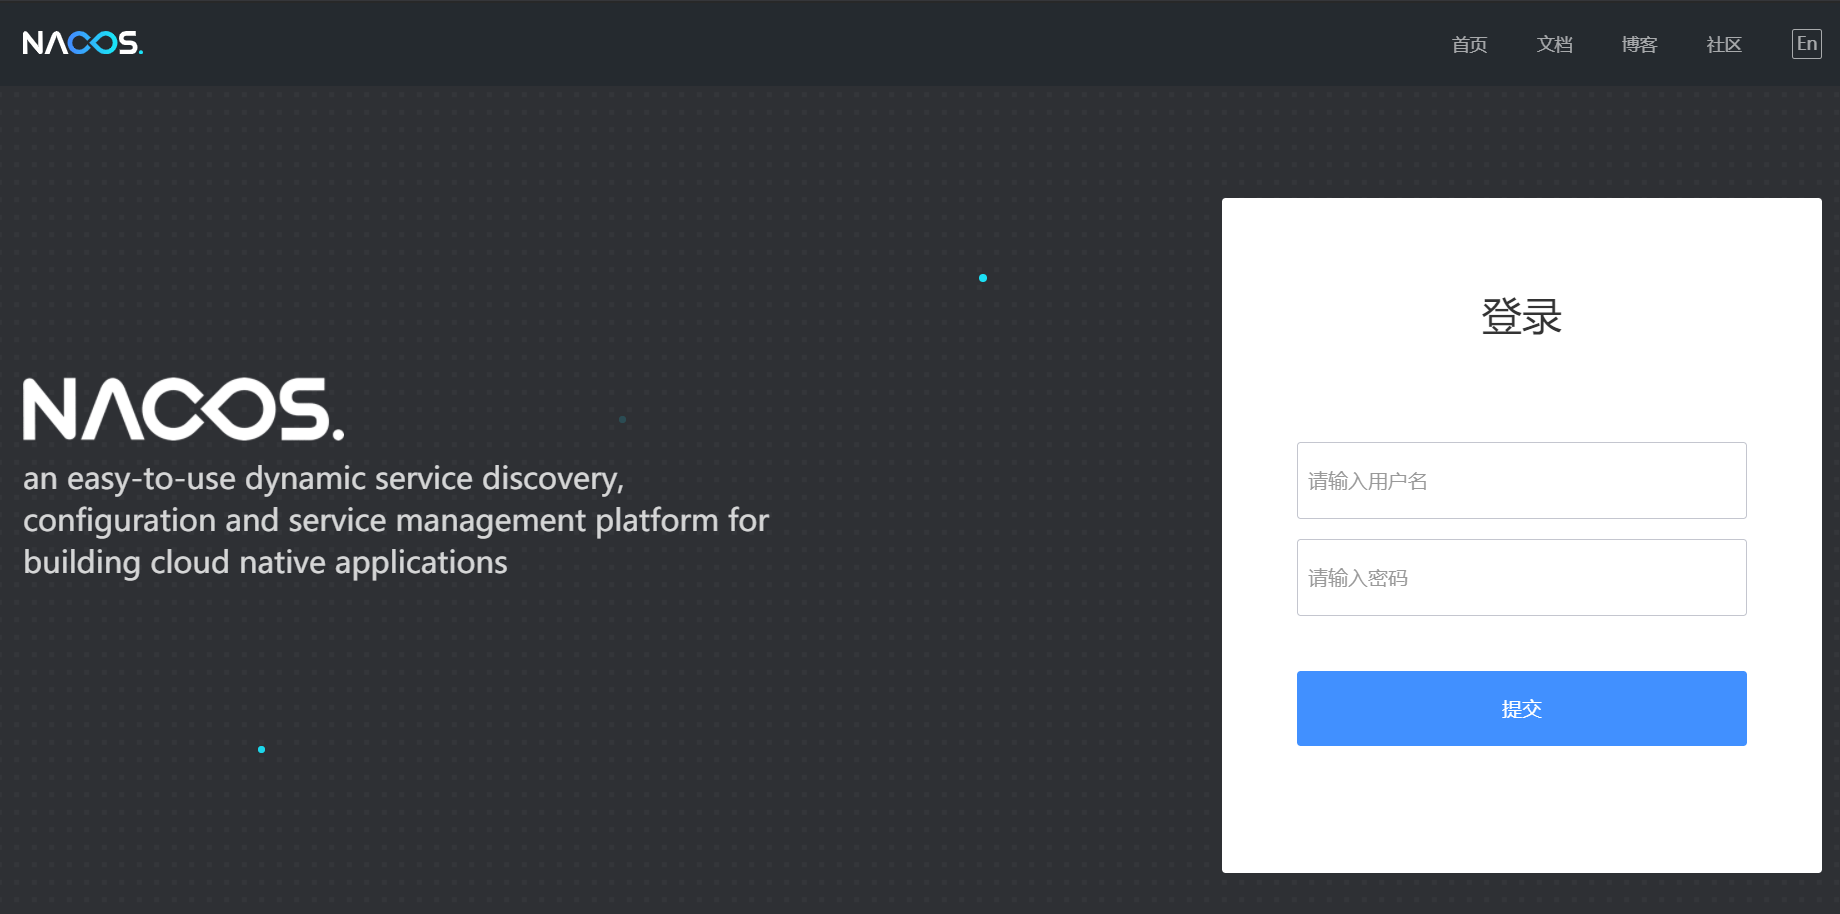 NACOS.
首页
文档
博客
社区
En
NACOS.
an easy-to-use dynamic service discovery,
configuration and service management platform for
building cloud native applications
登录
请输入用户名
请输入密码
提交